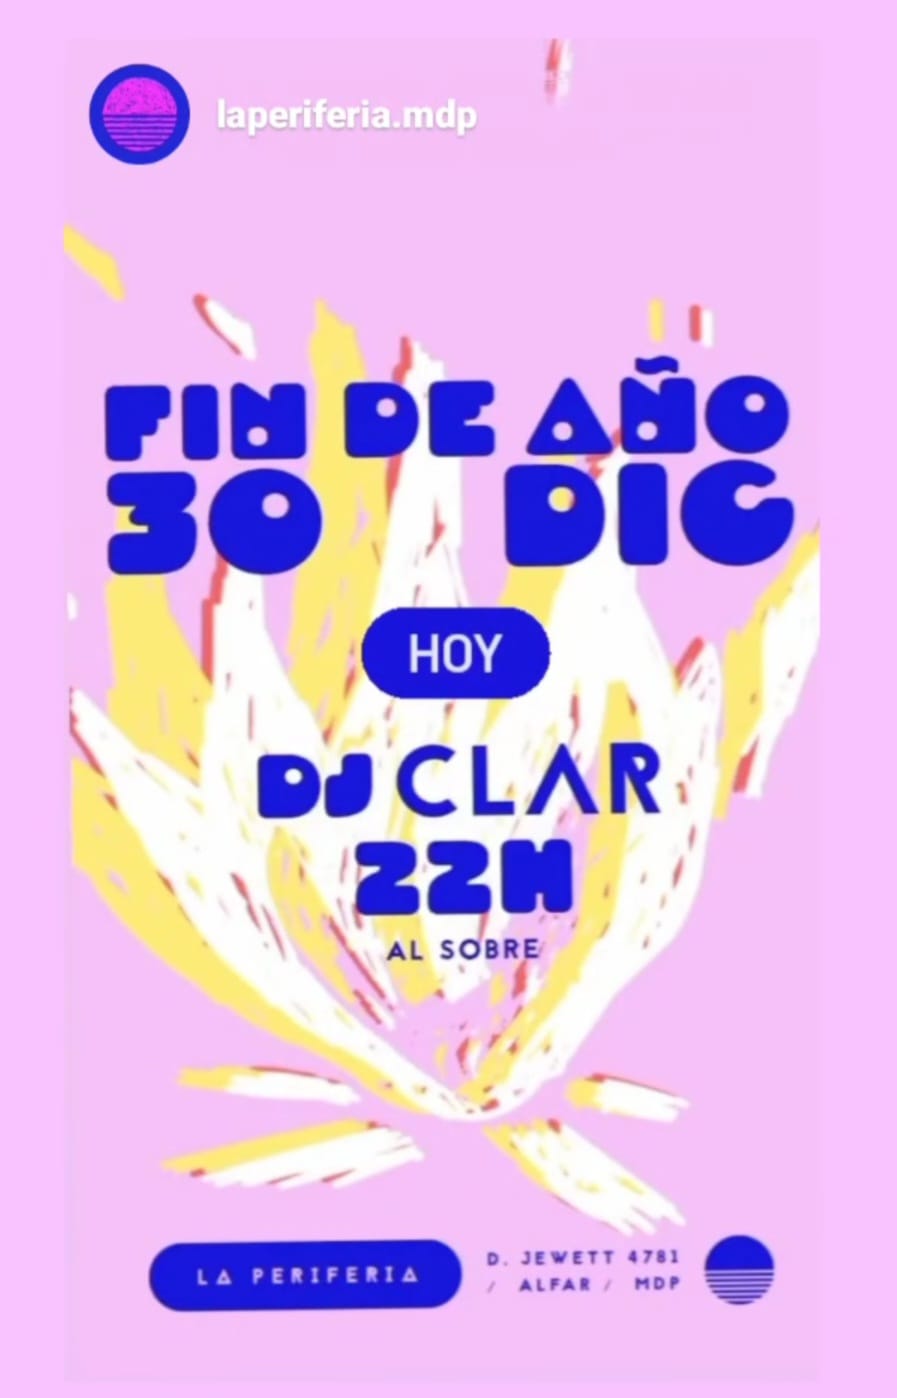 laperiferia.mdp
FIN DE AÑO
30 DIC
HOY
DJ CLAR
22H
AL SOBRE
LA PERIFERIA
D. JEWETT 4781
/ ALFAR / MDP